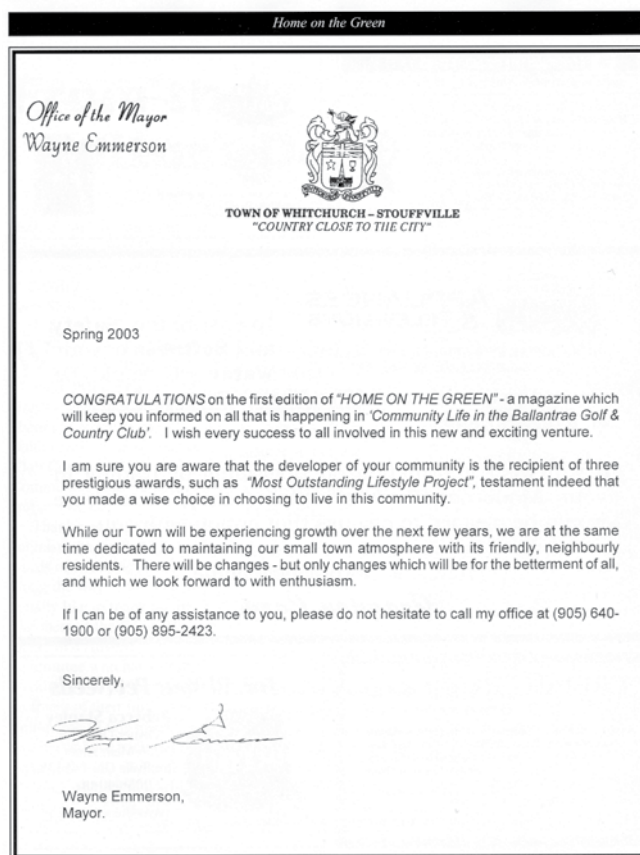 Home on the Green
Office of the Mayor
Wayne Emmerson
WHITCHURCH STOUFFVILLE
TOWN OF WHITCHURCH – STOUFFVILLE
"COUNTRY CLOSE TO THE CITY"
Spring 2003
CONGRATULATIONS on the first edition of "HOME ON THE GREEN" - a magazine which
will keep you informed on all that is happening in 'Community Life in the Ballantrae Golf &
Country Club'. I wish every success to all involved in this new and exciting venture.
I am sure you are aware that the developer of your community is the recipient of three
prestigious awards, such as "Most Outstanding Lifestyle Project", testament indeed that
you made a wise choice in choosing to live in this community.
While our Town will be experiencing growth over the next few years, we are at the same
time dedicated to maintaining our small town atmosphere with its friendly, neighbourly
residents. There will be changes - but only changes which will be for the betterment of all,
and which we look forward to with enthusiasm.
If I can be of any assistance to you, please do not hesitate to call my office at (905) 640-
1900 or (905) 895-2423.
Sincerely,
Wayne Emmerson
Wayne Emmerson,
Mayor.